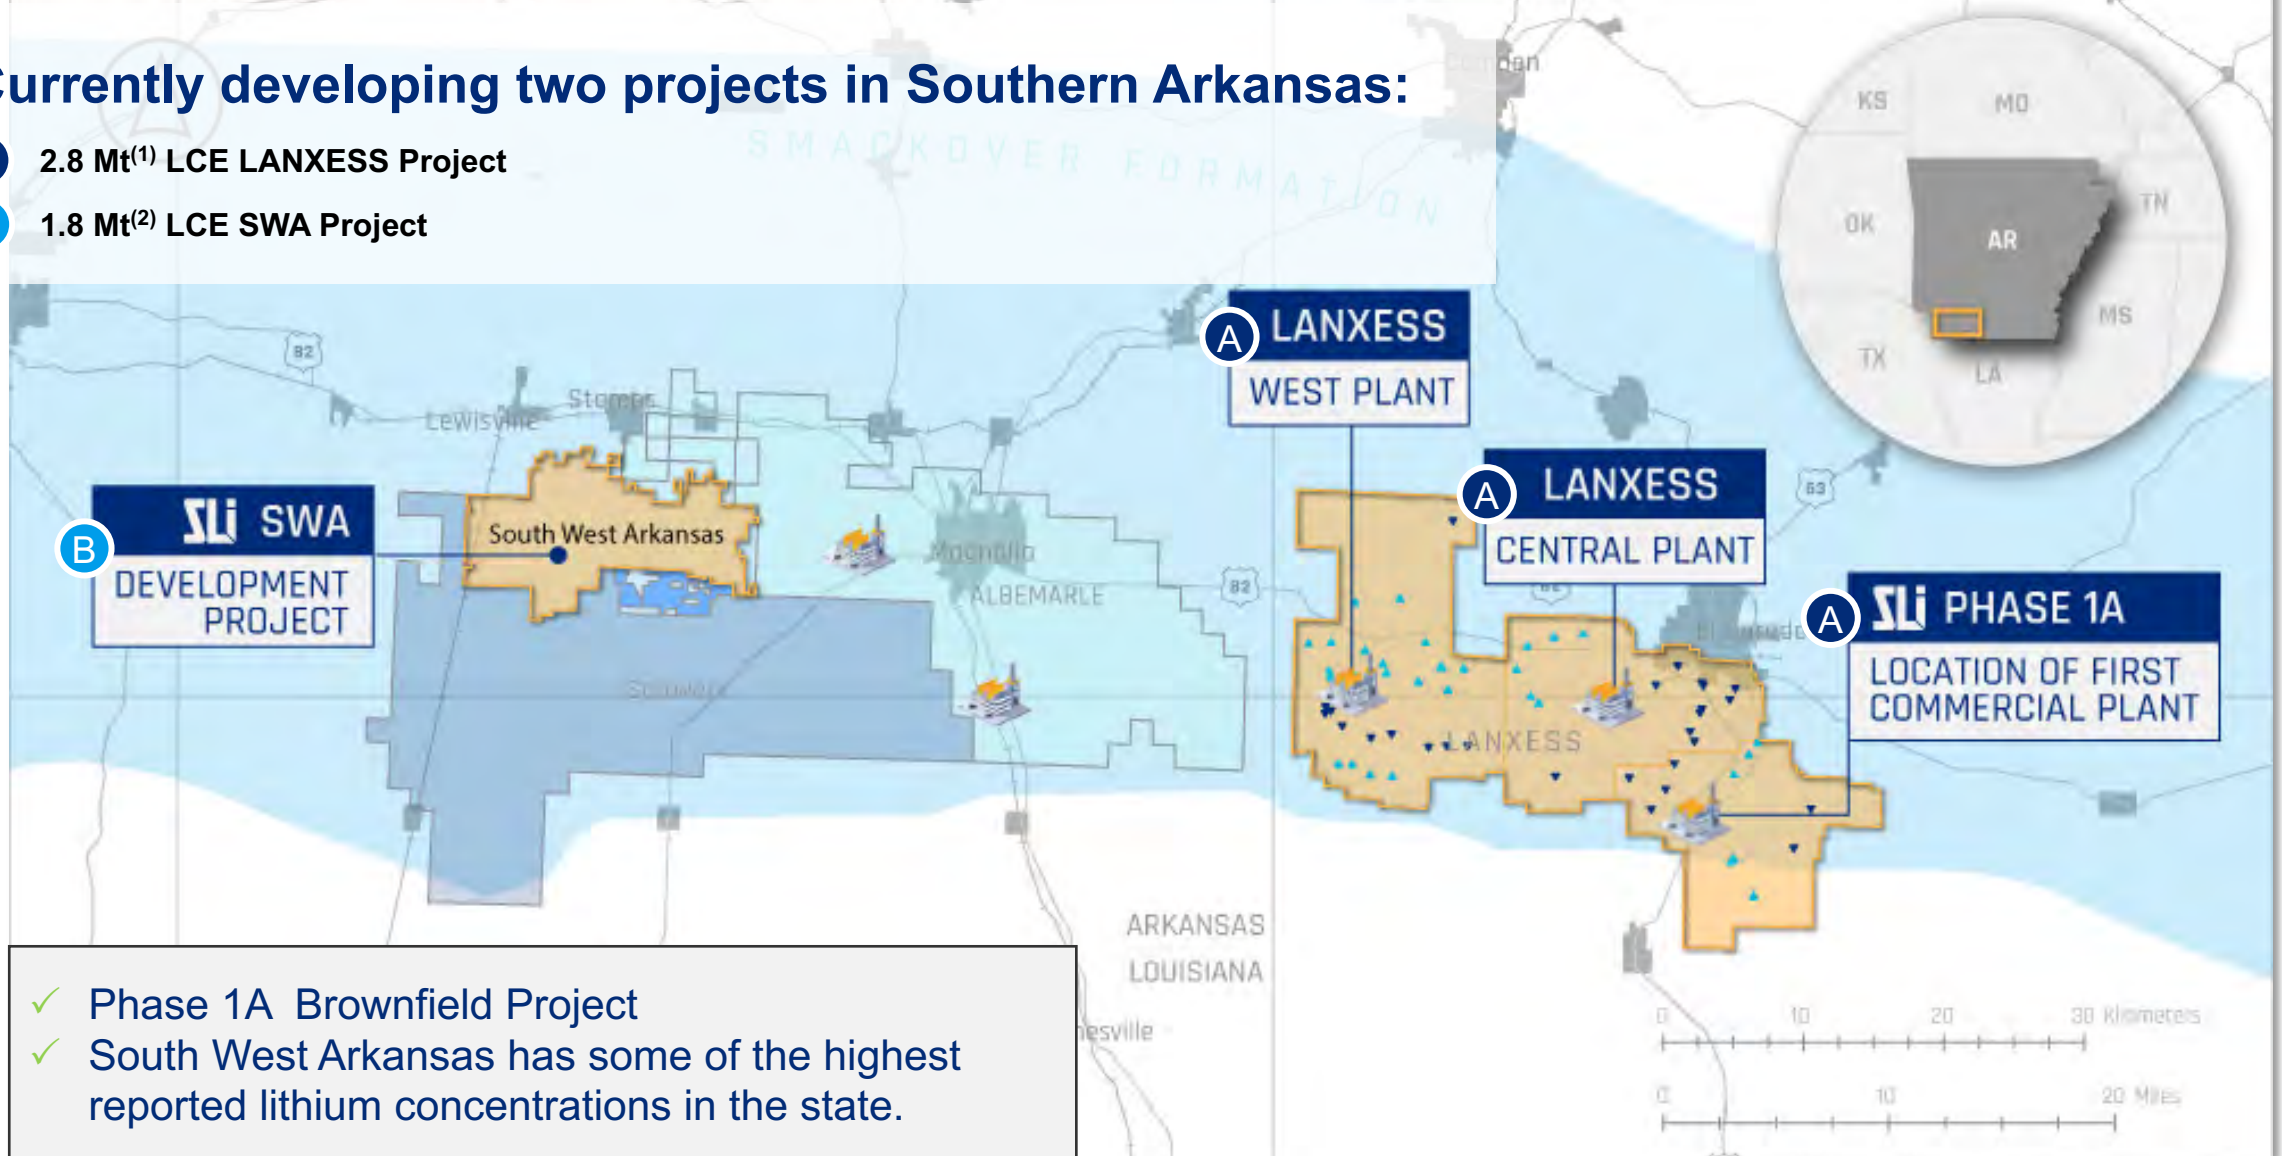 Currently developing two projects in Southern Arkansas:
2.8 Mt(1) LCE LANXESS Project
1.8 Mt(2) LCE SWA Project
SMACKOVER FORMATION
KS
MO
OK
AR
TN
MS
TX
LA
82
Lewisville
Stamps
A
LANXESS
WEST PLANT
A
LANXESS
CENTRAL PLANT
63
B
SLi SWA
DEVELOPMENT
PROJECT
South West Arkansas
Magnolia
ALBEMARLE
82
82
A
SLi PHASE 1A
LOCATION OF FIRST
COMMERCIAL PLANT
LANXESS
ARKANSAS
LOUISIANA
nesville
0 10 20 30 Kilometers
0 10 20 Miles
✓ Phase 1A Brownfield Project
✓ South West Arkansas has some of the highest
reported lithium concentrations in the state.